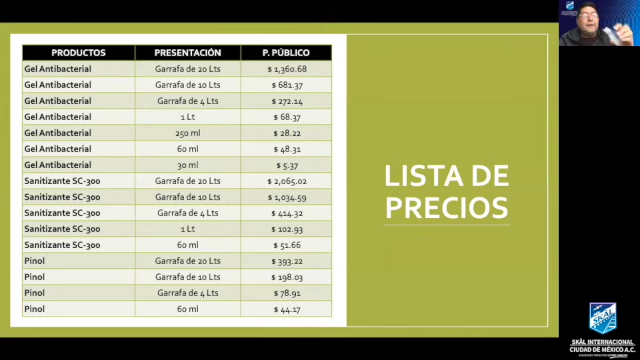 PRODUCTOS PRESENTACIÓN P. PÚBLICO
Gel Antibacterial Garrafa de 20 Lts $ 1,360.68
Gel Antibacterial Garrafa de 10 Lts $ 681.37
Gel Antibacterial Garrafa de 4 Lts $ 272.14
Gel Antibacterial 1 Lt $ 68.37
Gel Antibacterial 250 ml $ 28.22
Gel Antibacterial 60 ml $ 48.31
Gel Antibacterial 30 ml $ 5.37
Sanitizante SC-300 Garrafa de 20 Lts $ 2,065.02
Sanitizante SC-300 Garrafa de 10 Lts $ 1,034.59
Sanitizante SC-300 Garrafa de 4 Lts $ 414.32
Sanitizante SC-300 1 Lt $ 102.93
Sanitizante SC-300 60 ml $ 51.66
Pinol Garrafa de 20 Lts $ 393.22
Pinol Garrafa de 10 Lts $ 198.03
Pinol Garrafa de 4 Lts $ 78.91
Pinol 60 ml $ 44.17
LISTA DE
PRECIOS
SKÅL
SKÅL INTERNACIONAL
CIUDAD DE MÉXICO A.C.